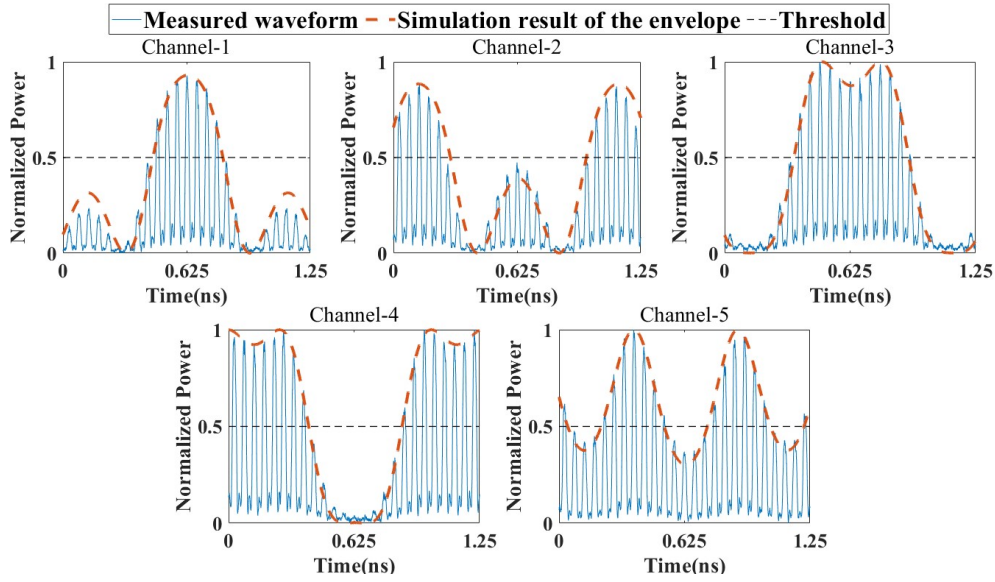 Measured waveform Simulation result of the envelope Threshold
Channel-1
Normalized Power
1
0.5
0
0 0.625 1.25
Time(ns)
Channel-2
Normalized Power
1
0.5
0
0 0.625 1.25
Time(ns)
Channel-3
Normalized Power
1
0.5
0
0 0.625 1.25
Time(ns)
Channel-4
Normalized Power
1
0.5
0
0 0.625 1.25
Time(ns)
Channel-5
Normalized Power
1
0.5
0
0 0.625 1.25
Time(ns)